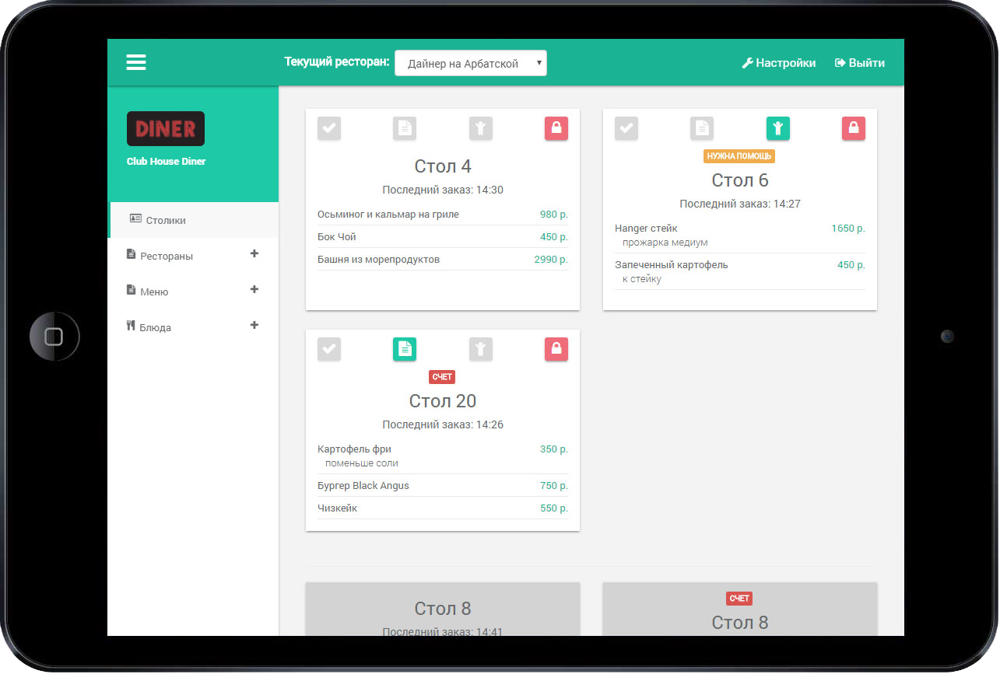 Текущий ресторан: Дайнер на Арбатской Настройки Выйти
DINER
Club House Diner
Столики
Рестораны
Меню
Блюда
Стол 4
Последний заказ: 14:30
Осьминог и кальмар на гриле 980 р.
Бок Чой 450 р.
Башня из морепродуктов 2990 р.
НУЖНА ПОМОЩЬ
Стол 6
Последний заказ: 14:27
Hanger стейк 1650 р.
прожарка медиум
Запеченный картофель 450 р.
к стейку
СЧЕТ
Стол 20
Последний заказ: 14:26
Картофель фри 350 р.
поменьше соли
Бургер Black Angus 750 р.
Чизкейк 550 р.
Стол 8
Последний заказ: 14:41
СЧЕТ
Стол 8